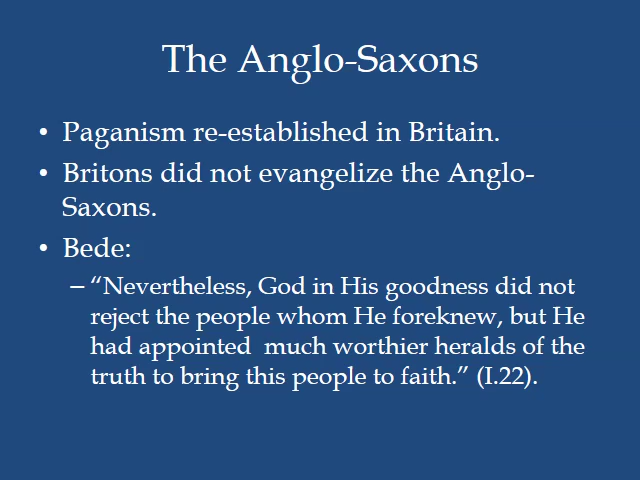 The Anglo-Saxons
• Paganism re-established in Britain.
• Britons did not evangelize the Anglo-
Saxons.
• Bede:
– “Nevertheless, God in His goodness did not
reject the people whom He foreknew, but He
had appointed  much worthier heralds of the
truth to bring this people to faith.” (I.22).